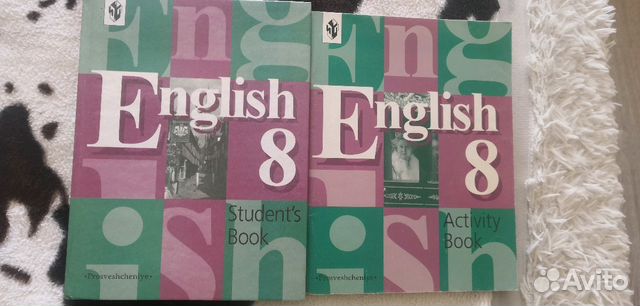 English
8
Student's
Book
«Prosveshcheniye»
English
8
Activity
Book
«Prosveshcheniye»
Avito